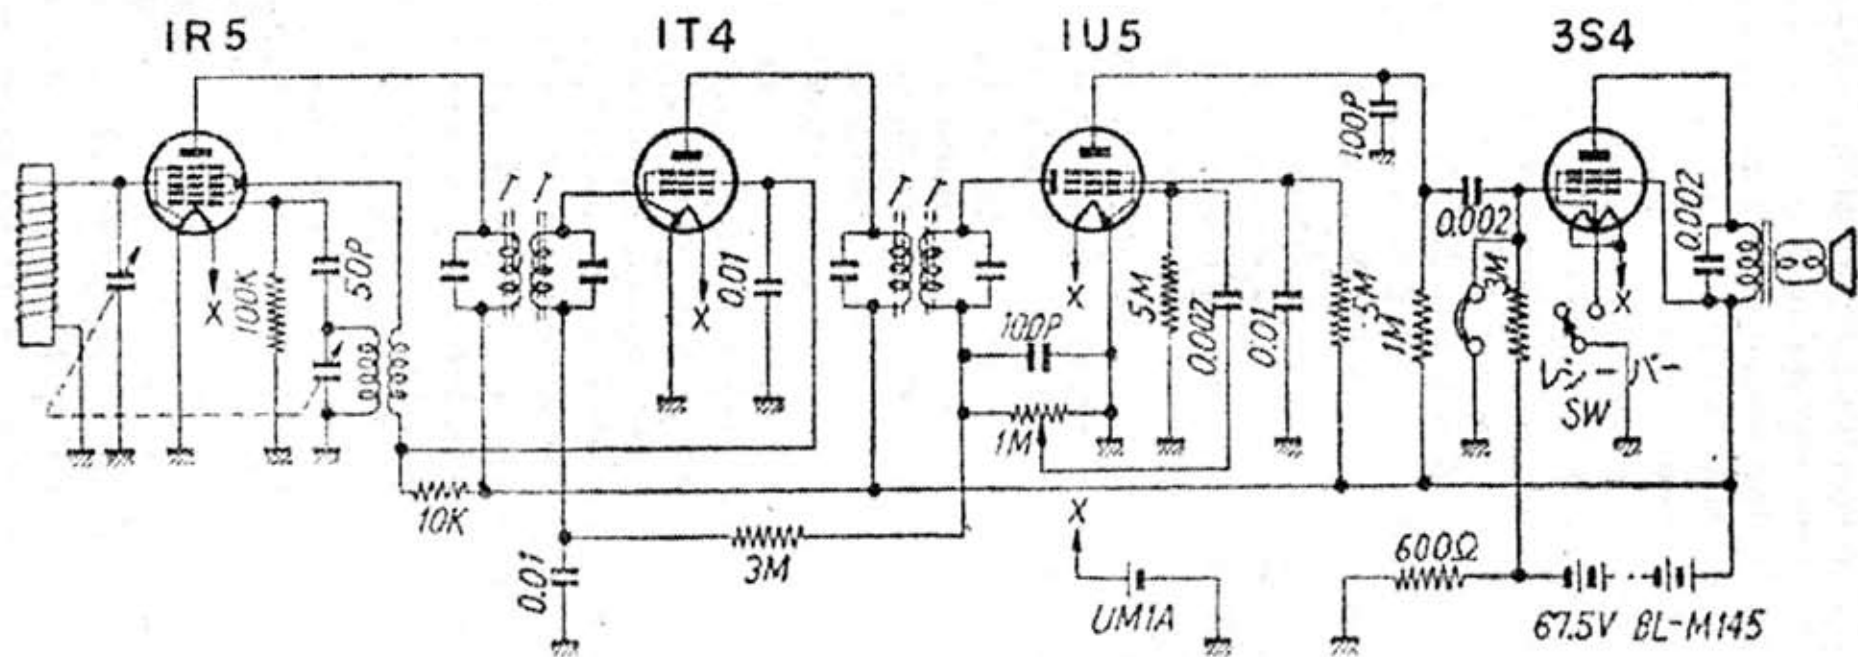 1R5
1T4
1U5
3S4
100P
X
100K
50P
X
0.01
100P
1M
X
5M
0.002
0.01
.5M
1M
0.002
3M
X
レシーバー
SW
0.002
10K
0.01
3M
X
UM1A
600Ω
67.5V BL-M145